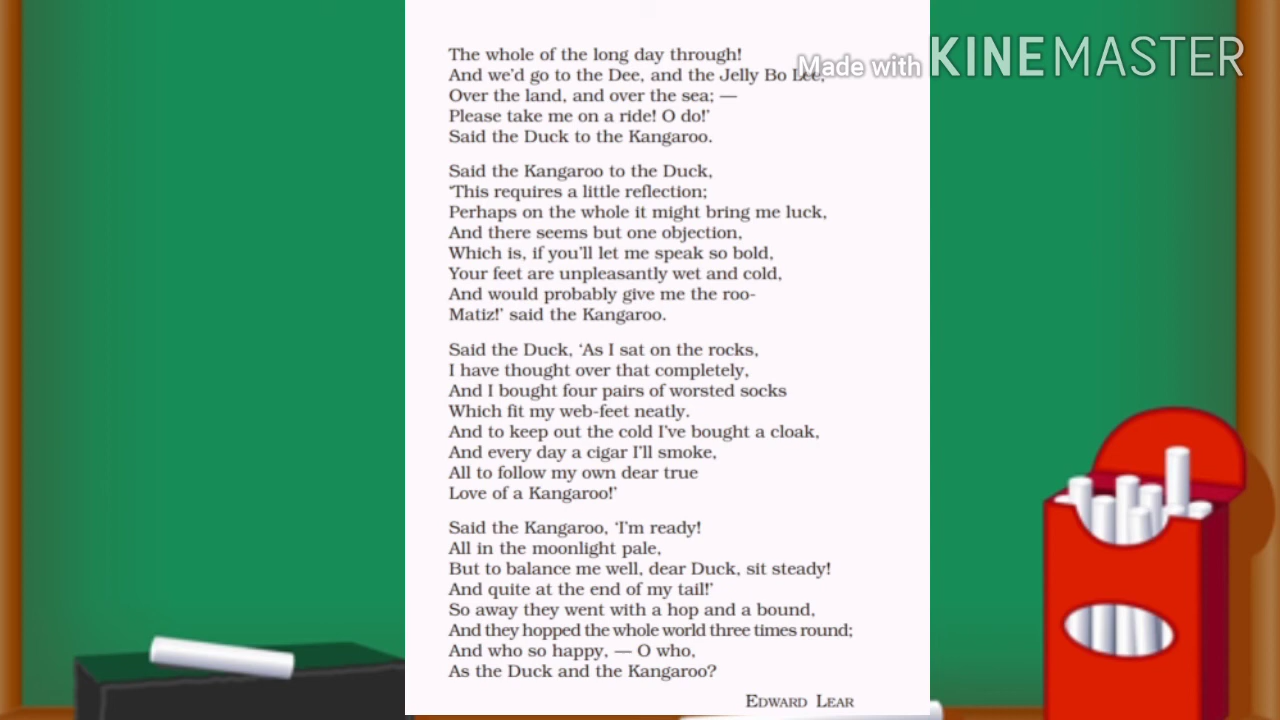 The whole of the long day through!
And we'd go to the Dee, and the Jelly Bo Lee,
Over the land, and over the sea; —
Please take me on a ride! O do!'
Said the Duck to the Kangaroo.
Said the Kangaroo to the Duck,
'This requires a little reflection;
Perhaps on the whole it might bring me luck,
And there seems but one objection,
Which is, if you'll let me speak so bold,
Your feet are unpleasantly wet and cold,
And would probably give me the roo-
Matiz!' said the Kangaroo.
Said the Duck, 'As I sat on the rocks,
I have thought over that completely,
And I bought four pairs of worsted socks
Which fit my web-feet neatly.
And to keep out the cold I've bought a cloak,
And every day a cigar I'll smoke,
All to follow my own dear true
Love of a Kangaroo!'
Said the Kangaroo, 'I'm ready!
All in the moonlight pale,
But to balance me well, dear Duck, sit steady!
And quite at the end of my tail!'
So away they went with a hop and a bound,
And they hopped the whole world three times round;
And who so happy, — O who,
As the Duck and the Kangaroo?
EDWARD LEAR
Made with KINEMASTER